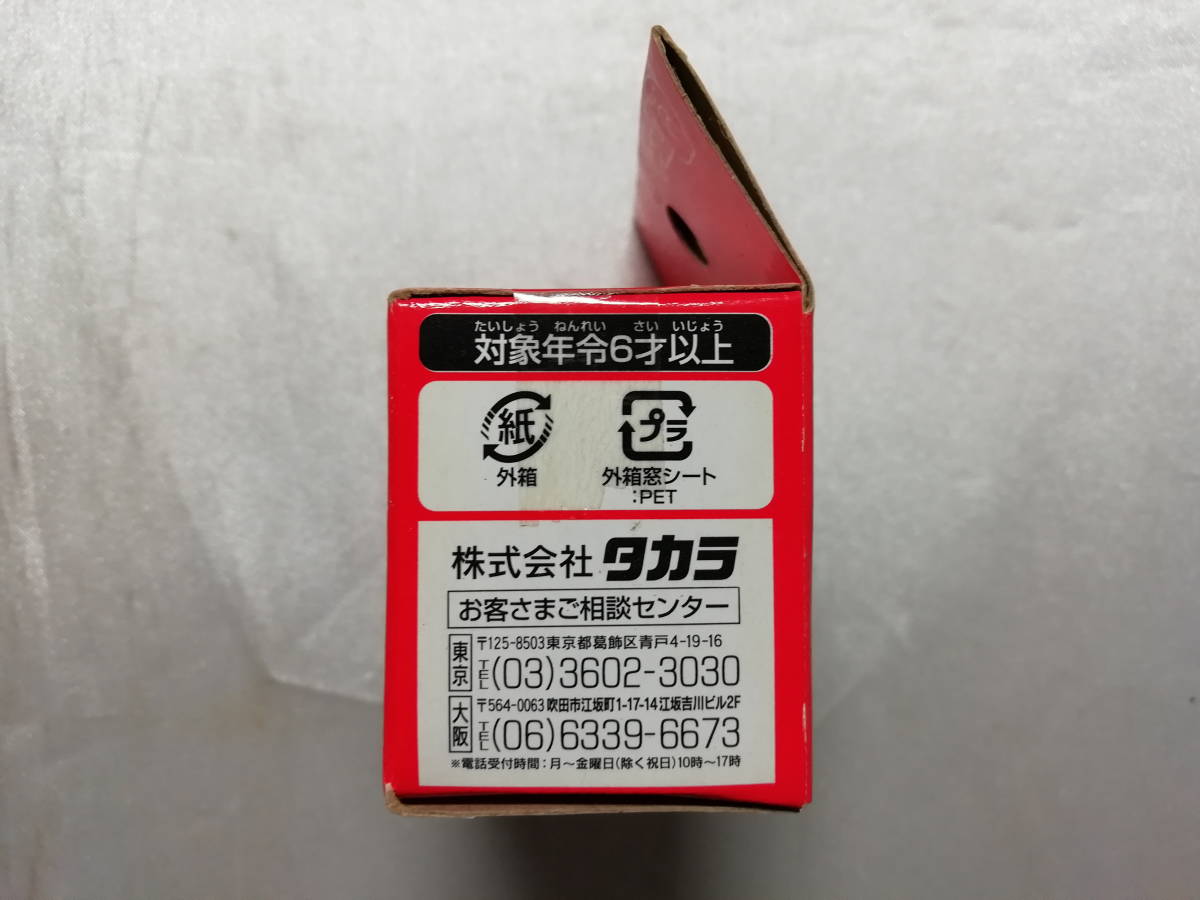 たいしょう ねんれい さい いじょう
対象年令6才以上
紙 プラ
外箱 外箱窓シート
:PET
株式会社 タカラ
お客さまご相談センター
東京 〒125-8503東京都葛飾区青戸4-19-16
TEL(03)3602-3030
大阪 〒564-0063 吹田市江坂町1-17-14江坂吉川ビル2F
TEL(06)6339-6673
※電話受付時間:月～金曜日(除く祝日)10時～17時